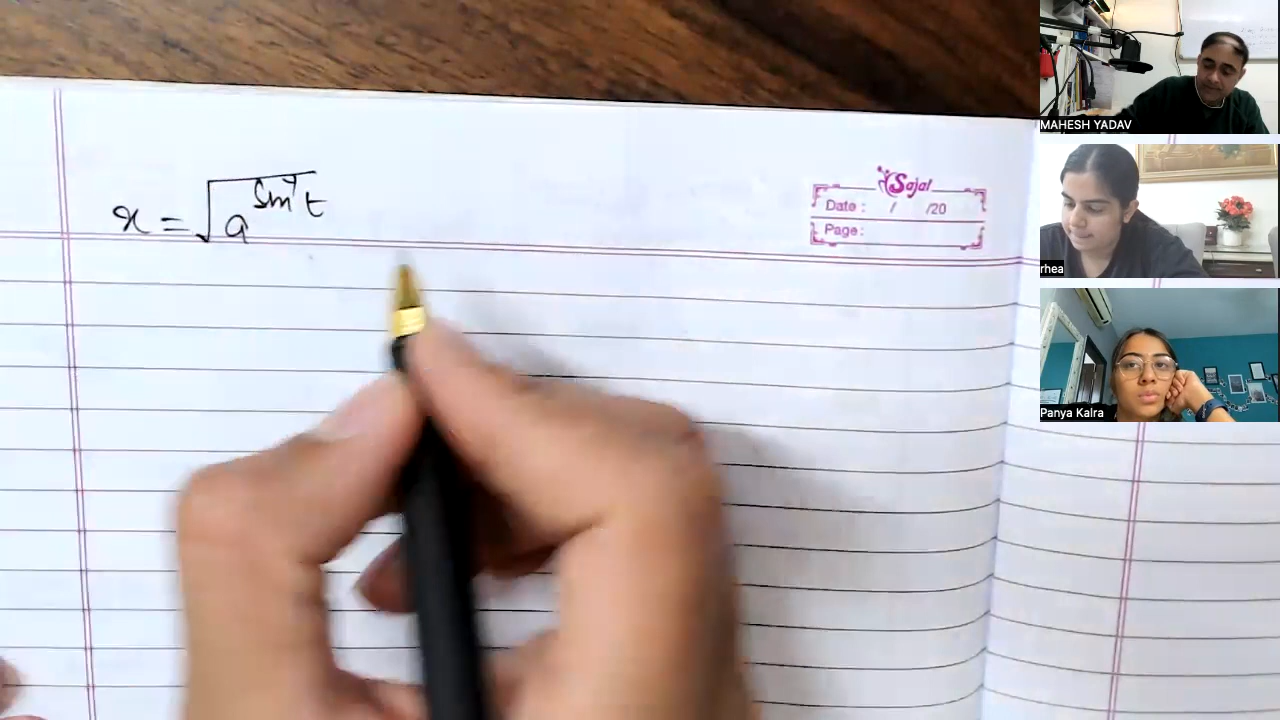 x = √a^sin⁻¹t
Sajal
Date : / /20
Page:
MAHESH YADAV
rhea
Panya Kalra